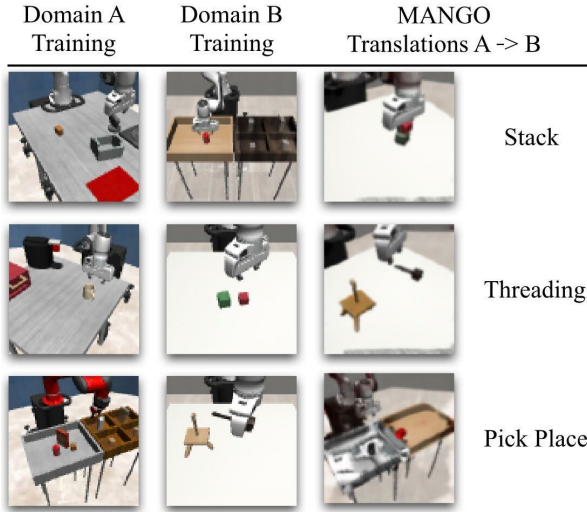 Domain A Training
Domain B Training
MANGO Translations A -> B
Stack
Threading
Pick Place